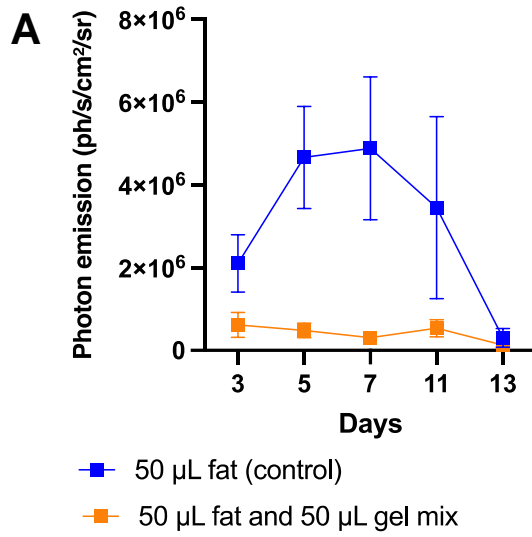 A
Photon emission (ph/s/cm²/sr)
8×10⁶
6×10⁶
4×10⁶
2×10⁶
0
3 5 7 11 13
Days
50 µL fat (control)
50 µL fat and 50 µL gel mix